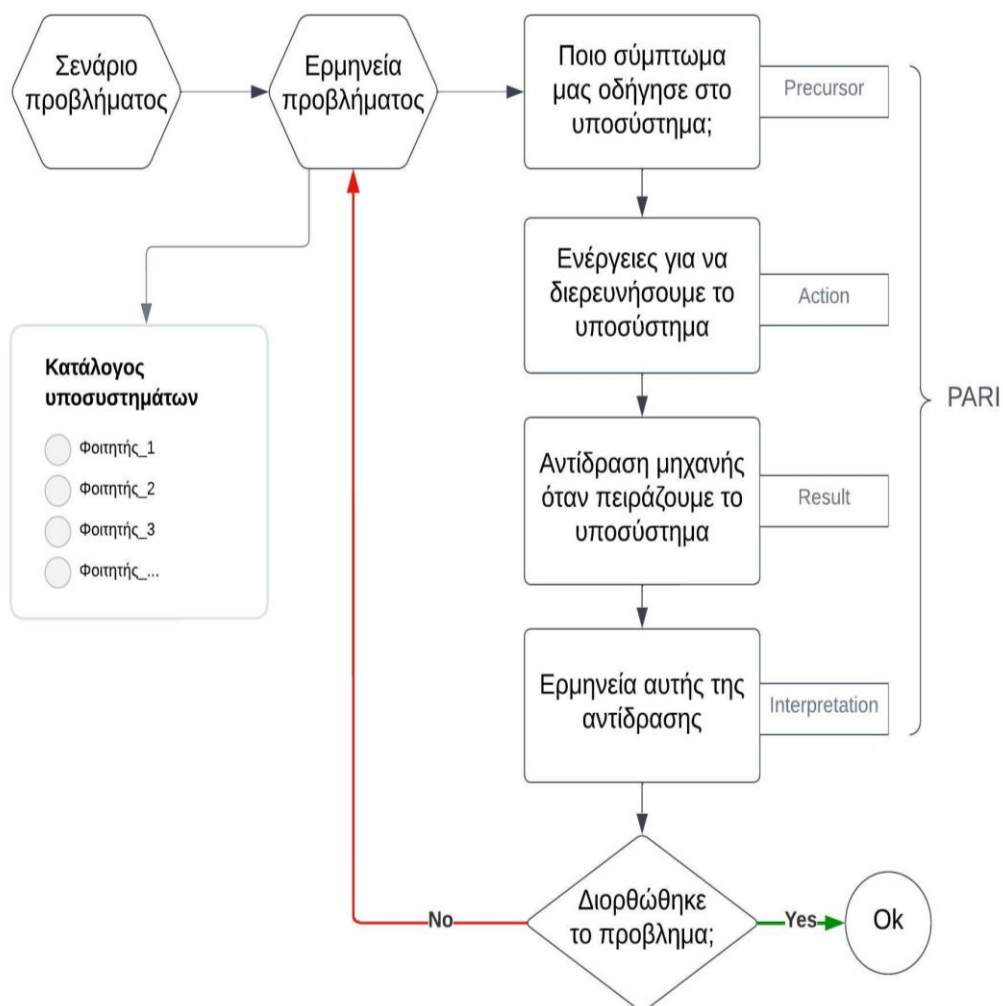 Σενάριο
προβλήματος
Ερμηνεία
προβλήματος
Ποιο σύμπτωμα
μας οδήγησε στο
υποσύστημα;
Precursor
Ενέργειες για να
διερευνήσουμε το
υποσύστημα
Action
Κατάλογος
υποσυστημάτων
Φοιτητής_1
Φοιτητής_2
Φοιτητής_3
Φοιτητής_...
PARI
Αντίδραση μηχανής
όταν πειράζουμε το
υποσύστημα
Result
Ερμηνεία αυτής της
αντίδρασης
Interpretation
Διορθώθηκε
το προβλημα;
No
Yes
Ok